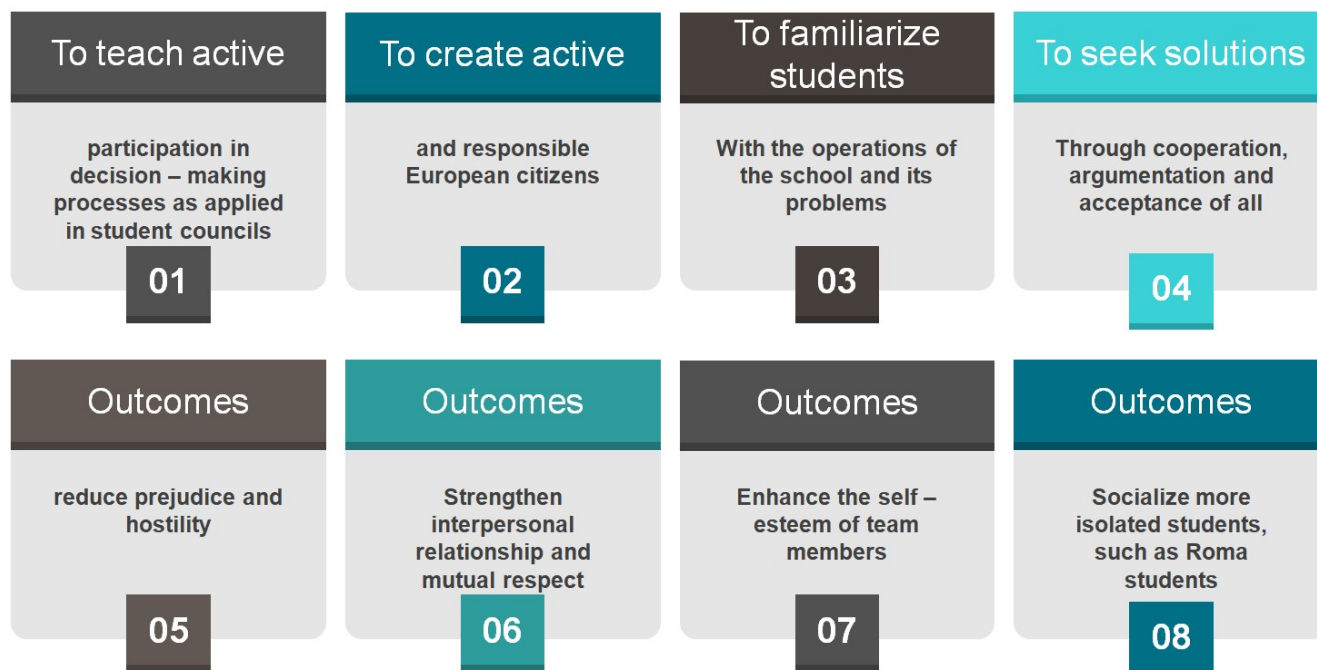 To teach active
participation in
decision – making
processes as applied
in student councils
01
To create active
and responsible
European citizens
02
To familiarize
students
With the operations of
the school and its
problems
03
To seek solutions
Through cooperation,
argumentation and
acceptance of all
04
Outcomes
reduce prejudice and
hostility
05
Outcomes
Strengthen
interpersonal
relationship and
mutual respect
06
Outcomes
Enhance the self –
esteem of team
members
07
Outcomes
Socialize more
isolated students,
such as Roma
students
08